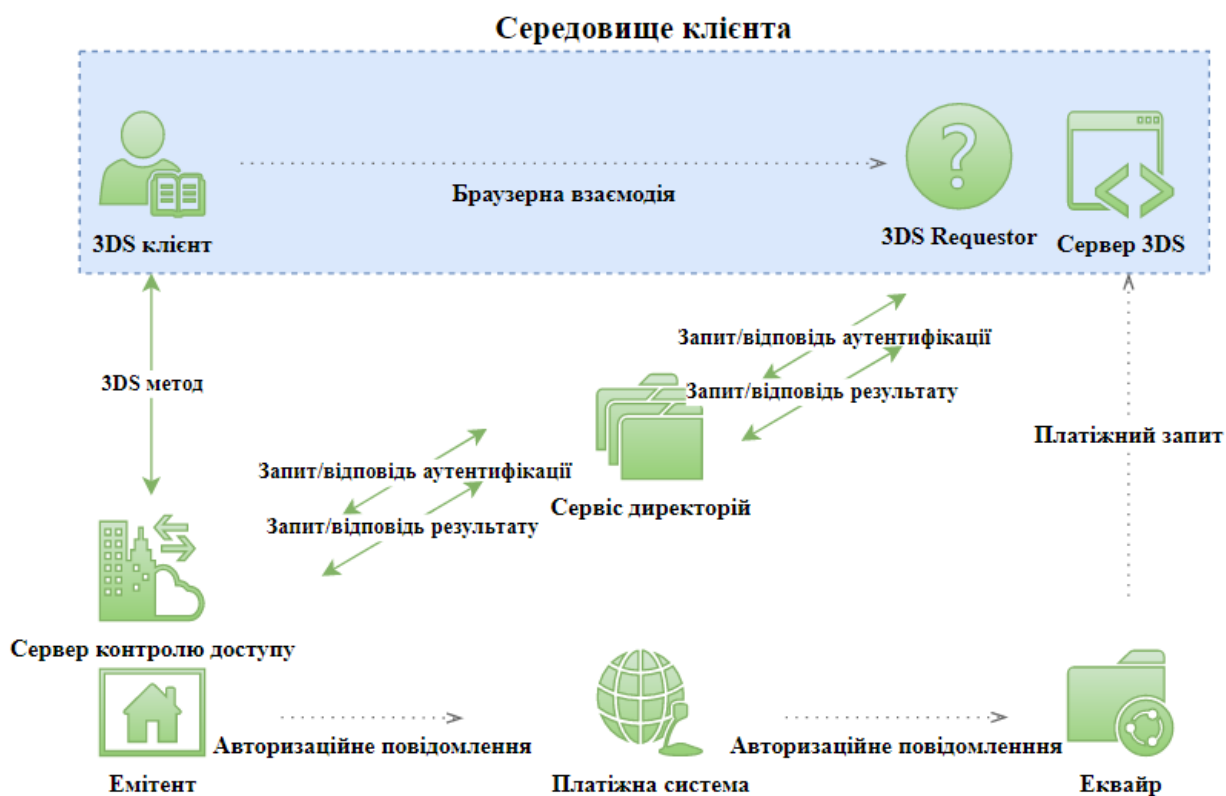 Середовище клієнта
Браузерна взаємодія
3DS клієнт
3DS Requestor
Сервер 3DS
Запит/відповідь аутентифікації
3DS метод
Запит/відповідь результату
Платіжний запит
Запит/відповідь аутентифікації
Сервіс директорій
Запит/відповідь результату
Сервер контролю доступу
Авторизаційне повідомлення
Авторизаційне повідомленння
Емітент
Платіжна система
Еквайр